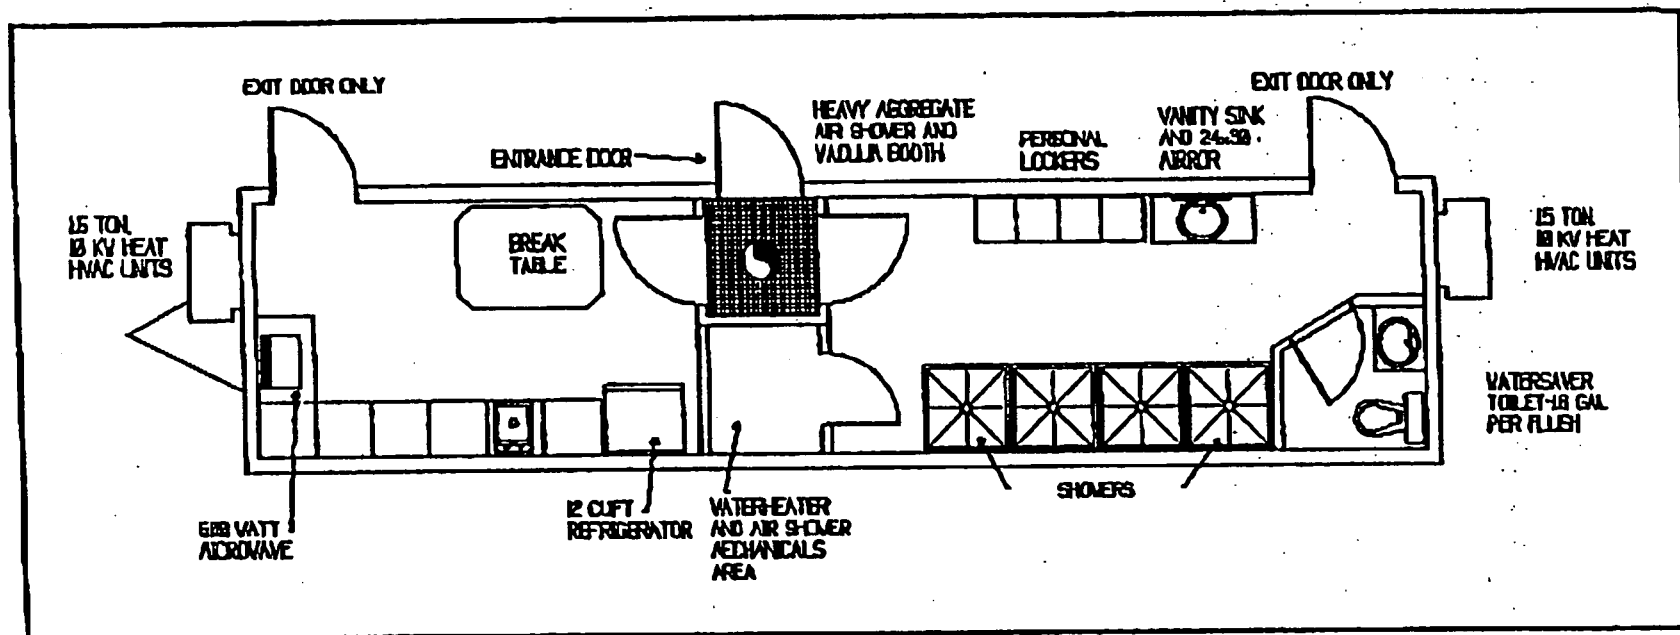 EXIT DOOR ONLY
EXIT DOOR ONLY
HEAVY AGGREGATE
AIR SHOWER AND
VACUUM BOOTH
VANITY SINK
AND 24x30
MIRROR
PERSONAL
LOCKERS
ENTRANCE DOOR
1.5 TON,
10 KW HEAT
HVAC UNITS
BREAK
TABLE
1.5 TON
10 KW HEAT
HVAC UNITS
WATERSAVER
TOILET-1.6 GAL
PER FLUSH
SHOWERS
600 WATT
MICROWAVE
12 CUFT
REFRIGERATOR
WATERHEATER
AND AIR SHOWER
MECHANICALS
AREA